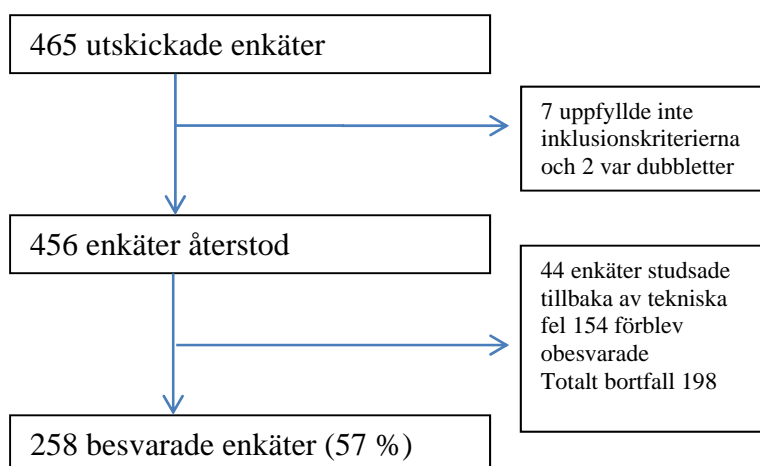 465 utskickade enkäter
7 uppfyllde inte
inklusionskriterierna
och 2 var dubbletter
456 enkäter återstod
44 enkäter studsade
tillbaka av tekniska
fel 154 förblev
obesvarade
Totalt bortfall 198
258 besvarade enkäter (57 %)